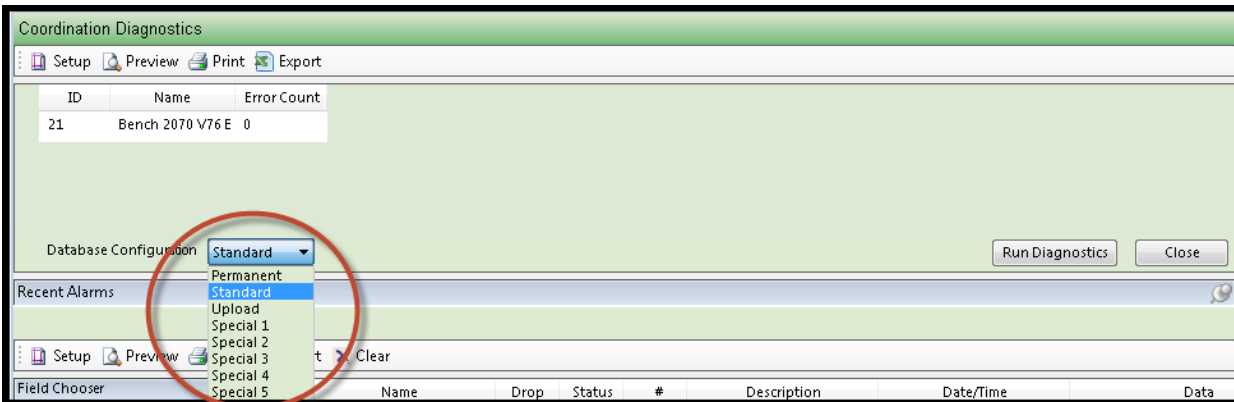 Coordination Diagnostics
Setup Preview Print Export
ID Name Error Count
21 Bench 2070 V76 E 0
Database Configuration Standard Run Diagnostics Close
Permanent
Recent Alarms Standard
Upload
Special 1
Special 2
Setup Preview Special 3 t Clear
Special 4
Field Chooser Special 5 Name Drop Status # Description Date/Time Data